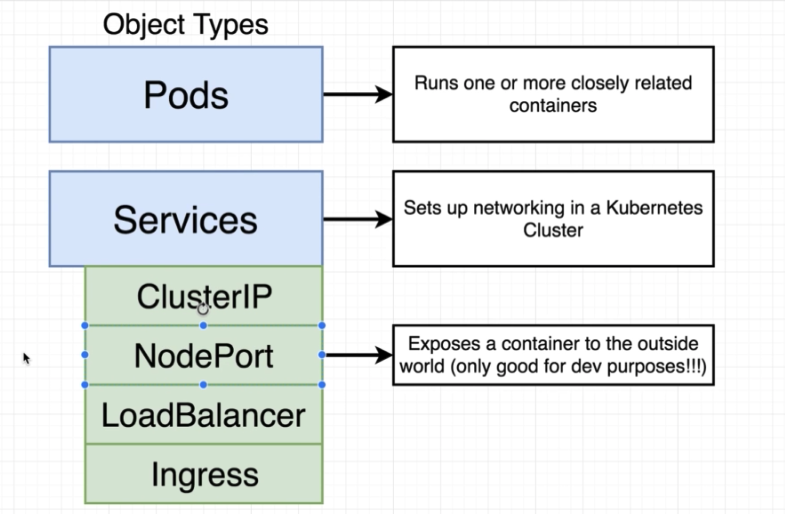 Object Types
Pods
Runs one or more closely related
containers
Services
Sets up networking in a Kubernetes
Cluster
ClusterIP
NodePort
Exposes a container to the outside
world (only good for dev purposes!!!)
LoadBalancer
Ingress